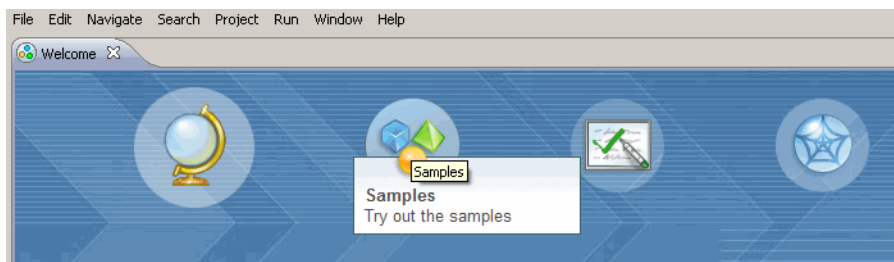 File Edit Navigate Search Project Run Window Help
Welcome
Samples
Samples
Try out the samples